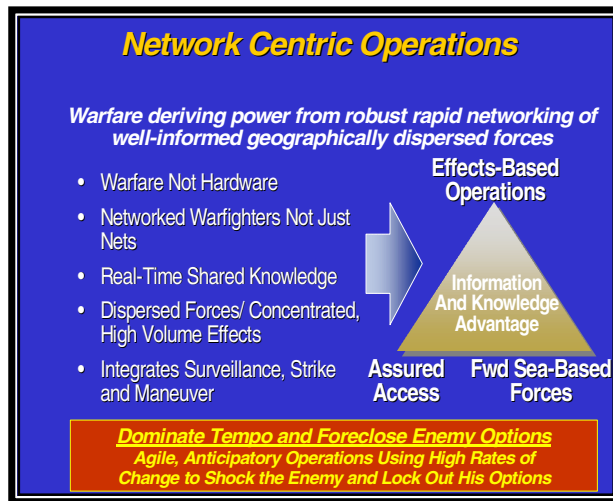 Network Centric Operations
Warfare deriving power from robust rapid networking of
well-informed geographically dispersed forces
• Warfare Not Hardware
• Networked Warfighters Not Just
Nets
• Real-Time Shared Knowledge
• Dispersed Forces/ Concentrated,
High Volume Effects
• Integrates Surveillance, Strike
and Maneuver
Effects-Based
Operations
Information
And Knowledge
Advantage
Assured
Access
Fwd Sea-Based
Forces
Dominate Tempo and Foreclose Enemy Options
Agile, Anticipatory Operations Using High Rates of
Change to Shock the Enemy and Lock Out His Options